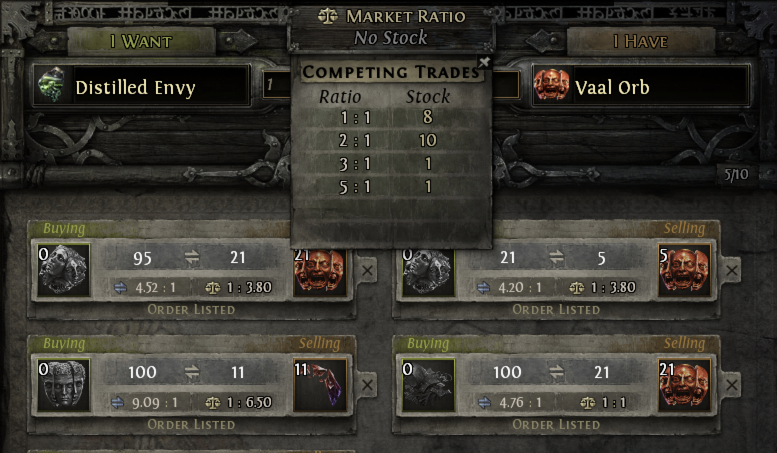 Market Ratio
No Stock
I Want
I Have
Distilled Envy
1
Vaal Orb
Competing Trades
Ratio Stock
1 : 1 8
2 : 1 10
3 : 1 1
5 : 1 1
5/10
Buying Selling
0 95 21 21
4.52 : 1 1 : 3.80
Order Listed
Buying Selling
0 21 5 5
4.20 : 1 1 : 3.80
Order Listed
Buying Selling
0 100 11 11
9.09 : 1 1 : 6.50
Order Listed
Buying Selling
0 100 21 21
4.76 : 1 1 : 1
Order Listed